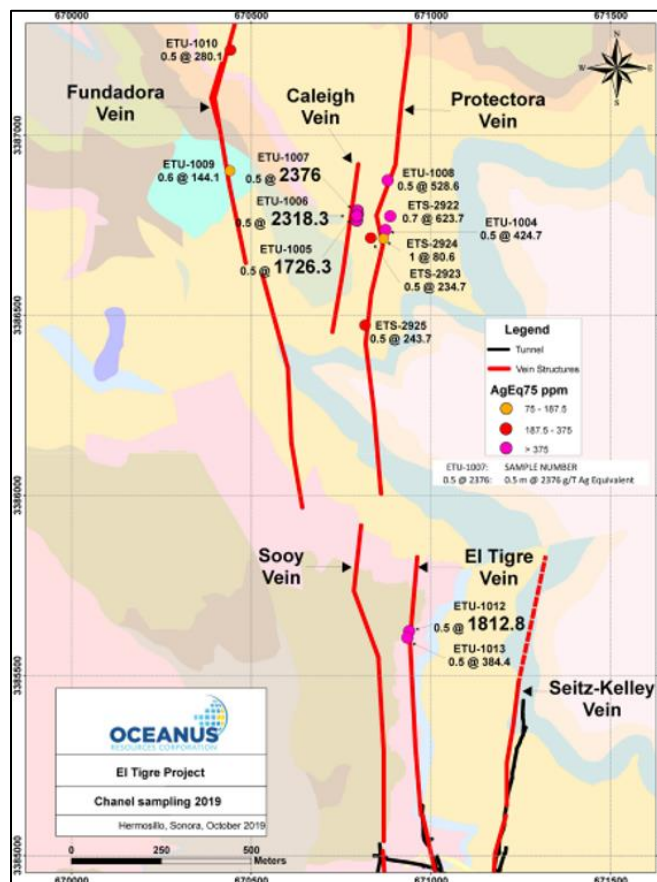 670000 670500 671000 671500
ETU-1010
0.5 @ 280.1
N
W E
S
Fundadora
Vein
Caleigh
Vein
Protectora
Vein
3387000
ETU-1009
0.6 @ 144.1
ETU-1007
0.5 @ 2376
ETU-1006
0.5 @
2318.3
ETU-1005
0.5 @ 1726.3
ETU-1008
0.5 @ 528.6
ETS-2922
0.7 @ 623.7
ETU-1004
0.5 @ 424.7
ETS-2924
1 @ 80.6
ETS-2923
0.5 @ 234.7
3386500
ETS-2925
0.5 @ 243.7
Legend
Tunnel
Vein Structures
AgEq75 ppm
75 - 187.5
187.5 - 375
> 375
ETU-1007: SAMPLE NUMBER
0.5 @ 2376: 0.5 m @ 2376 g/T Ag Equivalent
3386000
Sooy
Vein
El Tigre
Vein
ETU-1012
0.5 @ 1812.8
ETU-1013
0.5 @ 384.4
3385500
Seitz-Kelley
Vein
OCEANUS
RESOURCES CORPORATION
El Tigre Project
Chanel sampling 2019
Hermosillo, Sonora, October 2019
0 250 500
Meters
3385000
670000 670500 671000 671500